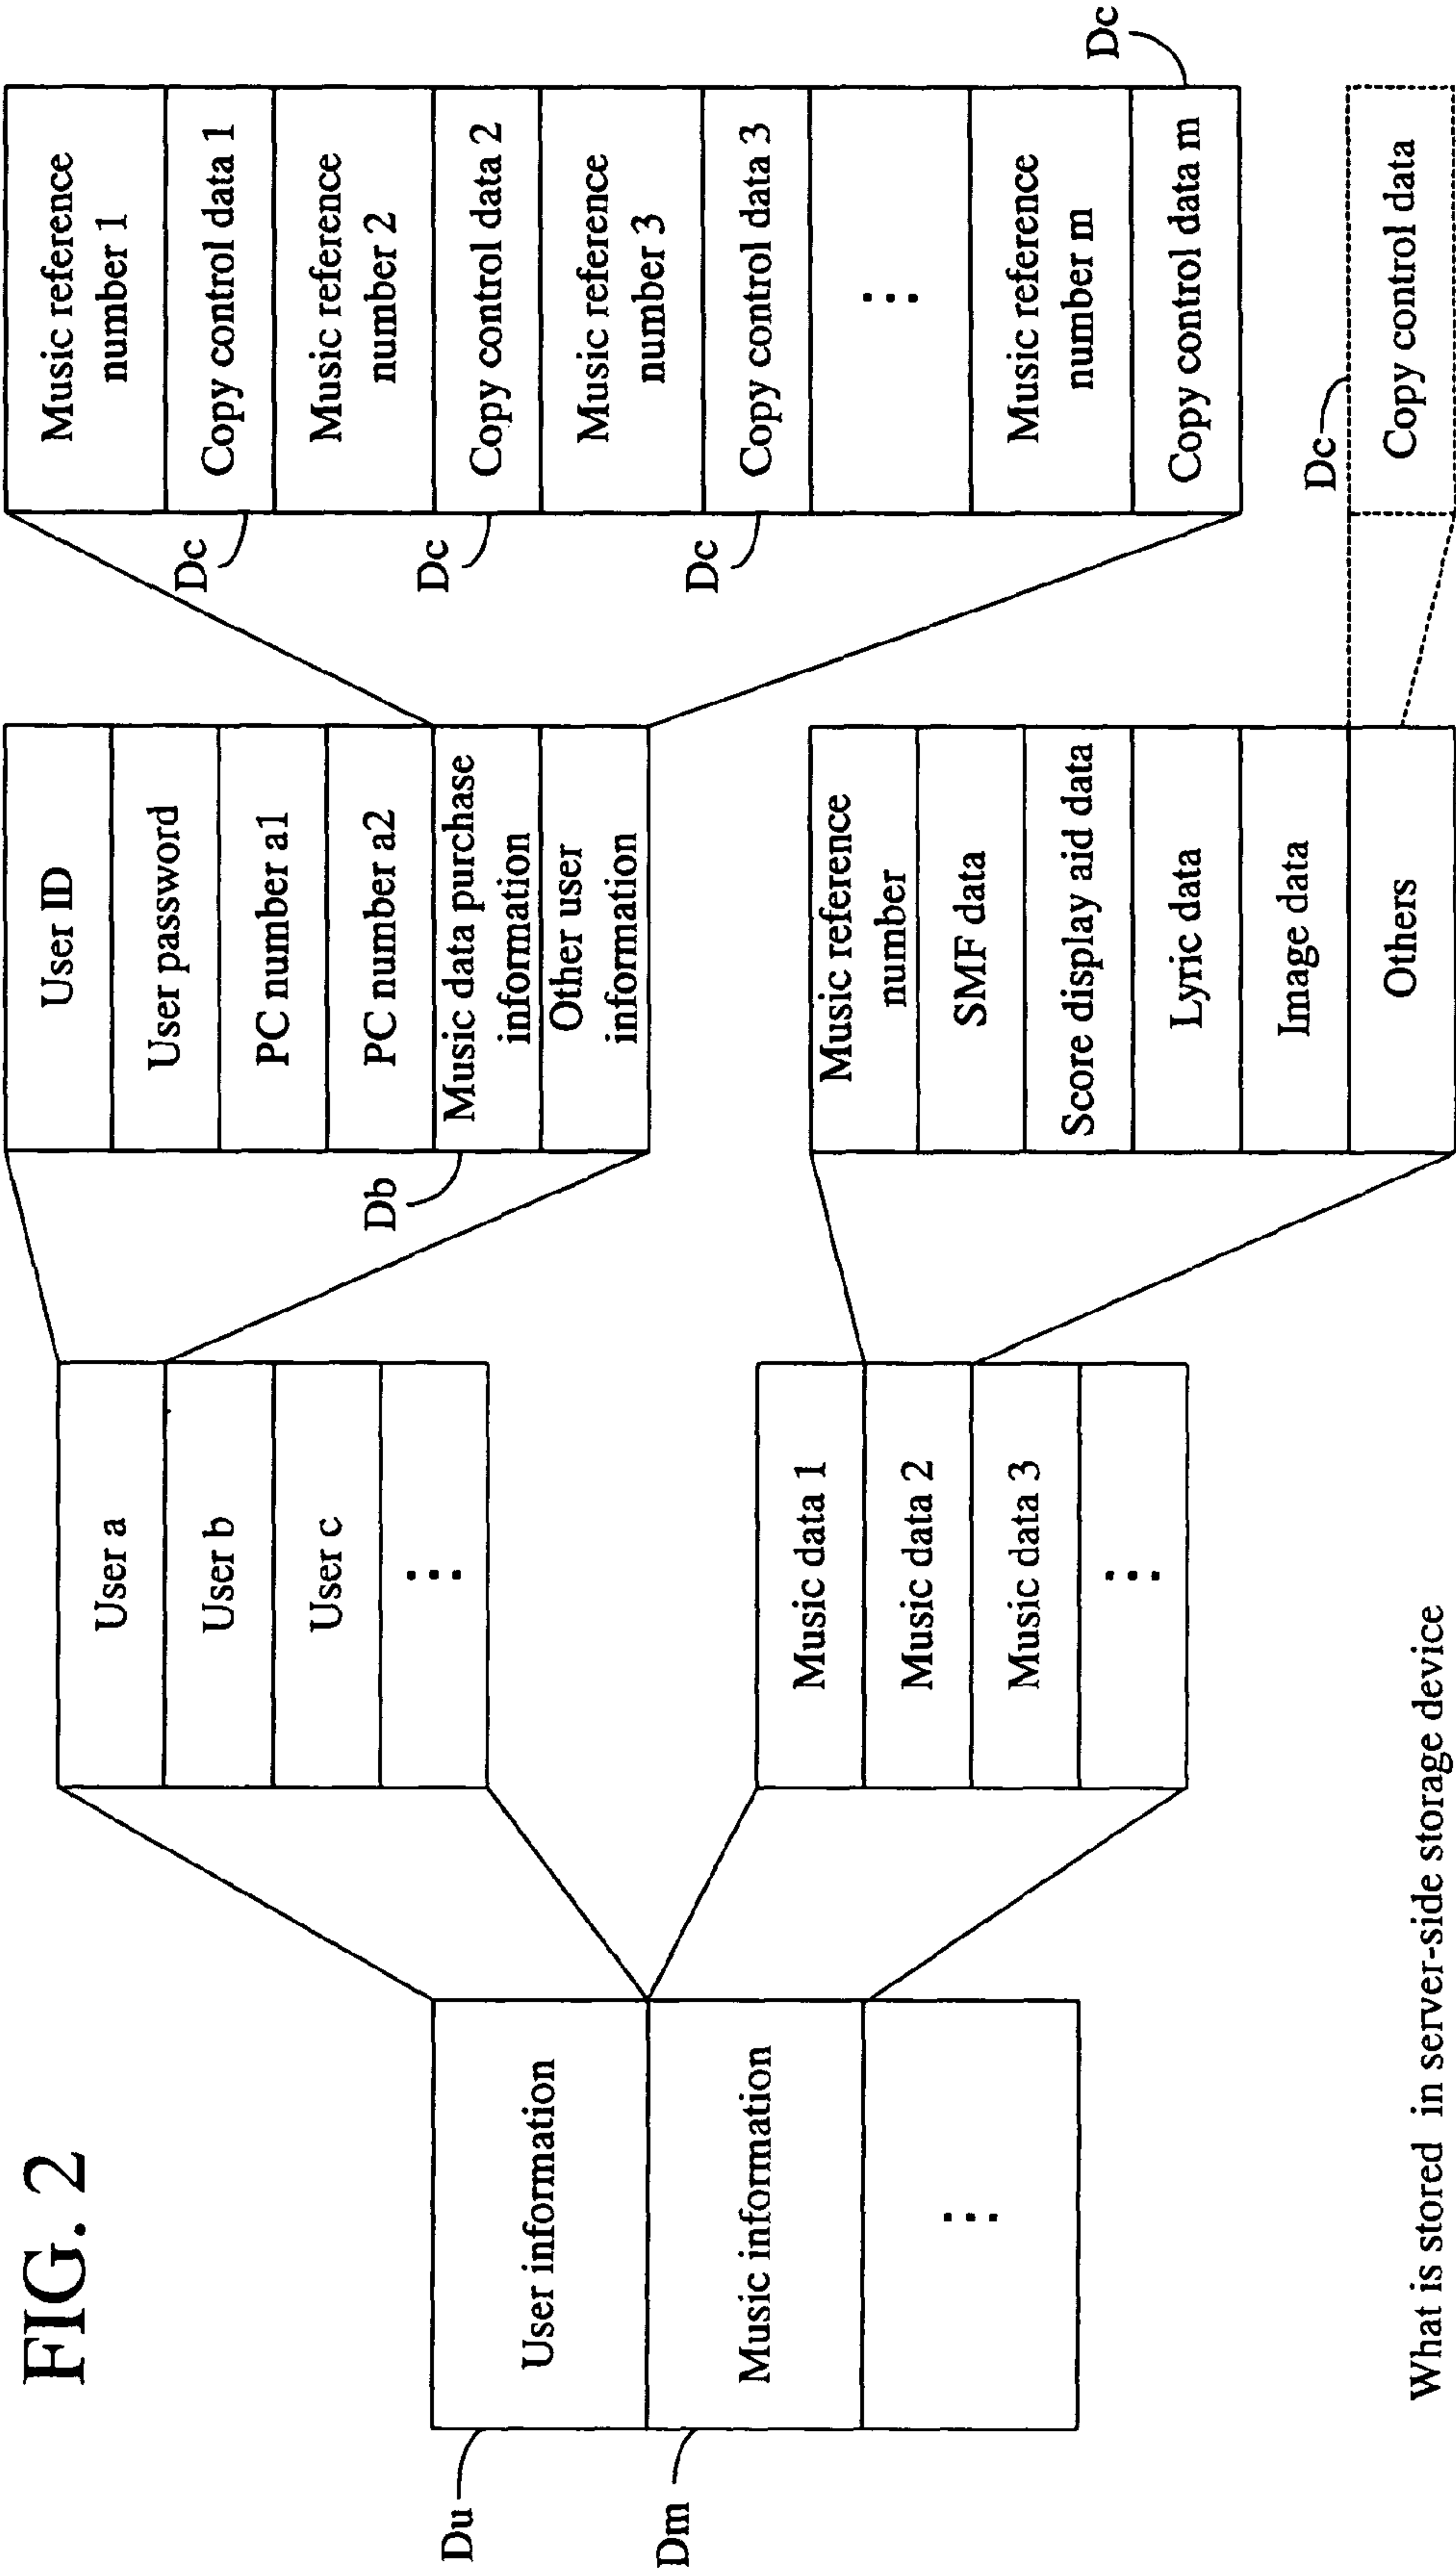 FIG. 2
Du
User information
Dm
Music information
⋮
User a
User b
User c
⋮
Music data 1
Music data 2
Music data 3
⋮
User ID
User password
PC number a1
PC number a2
Db
Music data purchase
information
Other user
information
Music reference
number
SMF data
Score display aid data
Lyric data
Image data
Others
Music reference
number 1
Dc
Copy control data 1
Music reference
number 2
Dc
Copy control data 2
Music reference
number 3
Dc
Copy control data 3
⋮
Music reference
number m
Copy control data m
Dc
Dc
Copy control data
What is stored in server-side storage device